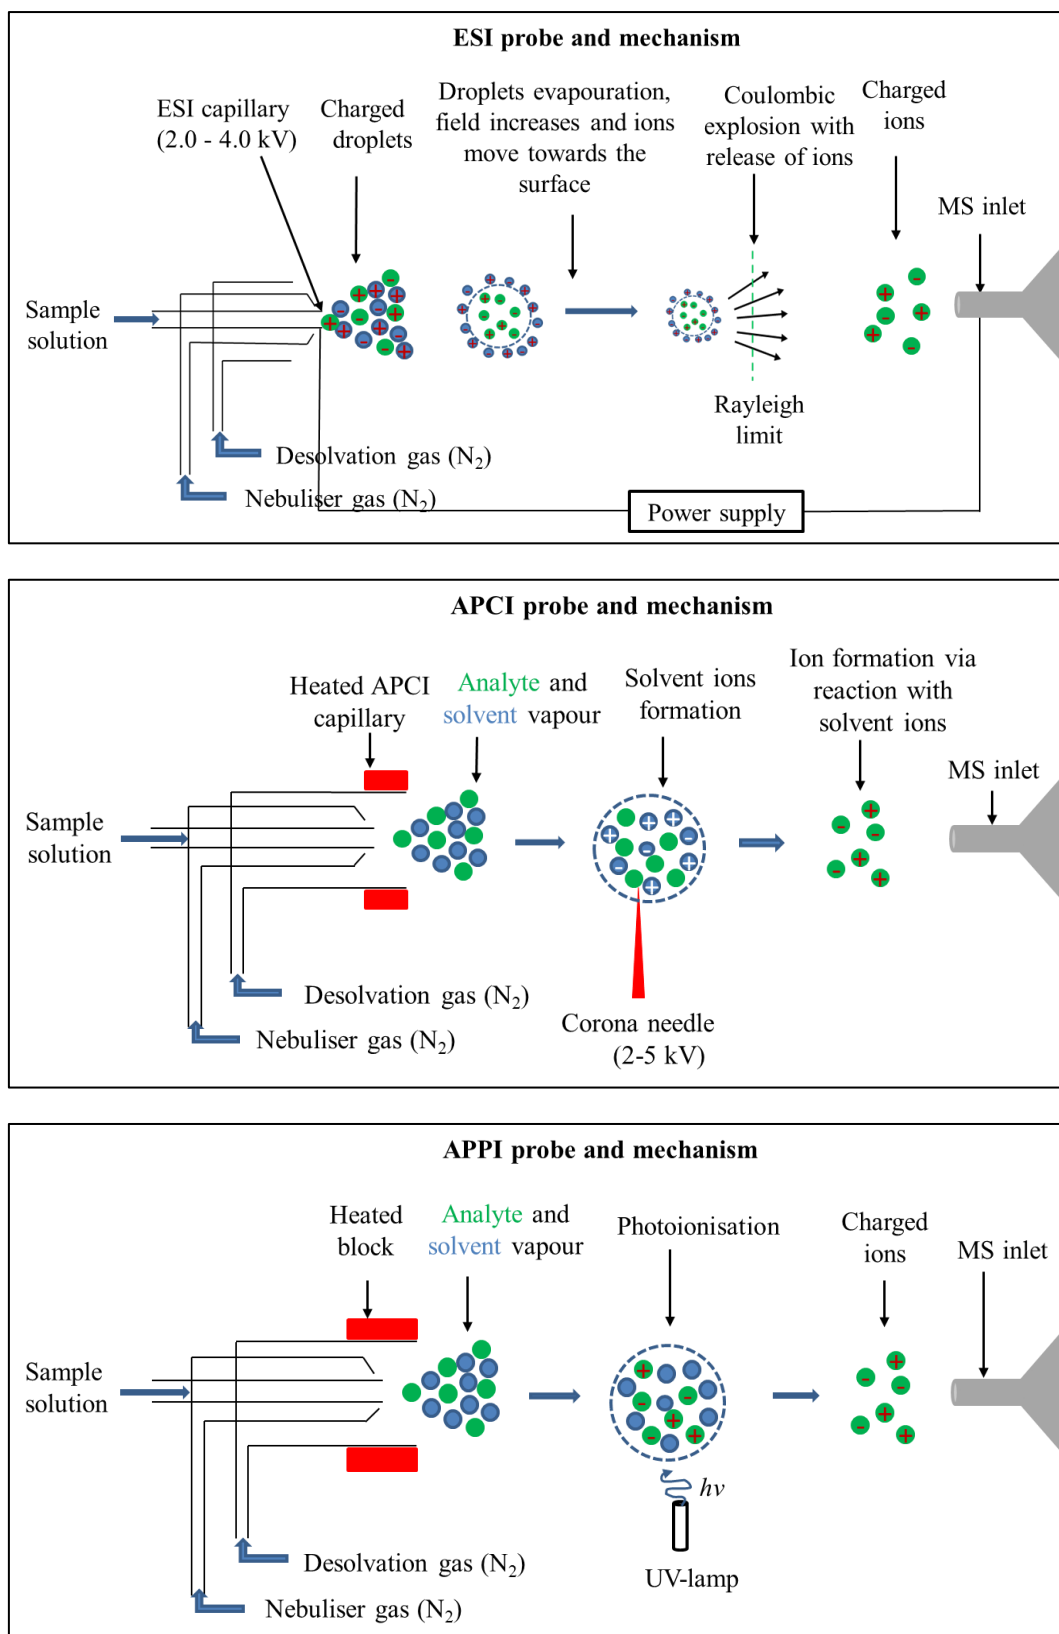 ESI probe and mechanism
ESI capillary
(2.0 - 4.0 kV)
Charged
droplets
Droplets evapouration,
field increases and ions
move towards the
surface
Coulombic
explosion with
release of ions
Charged
ions
MS inlet
Sample
solution
Rayleigh
limit
Desolvation gas (N₂)
Nebuliser gas (N₂)
Power supply
APCI probe and mechanism
Heated APCI
capillary
Analyte and
solvent vapour
Solvent ions
formation
Ion formation via
reaction with
solvent ions
MS inlet
Sample
solution
Desolvation gas (N₂)
Nebuliser gas (N₂)
Corona needle
(2-5 kV)
APPI probe and mechanism
Heated
block
Analyte and
solvent vapour
Photoionisation
Charged
ions
MS inlet
Sample
solution
hν
UV-lamp
Desolvation gas (N₂)
Nebuliser gas (N₂)